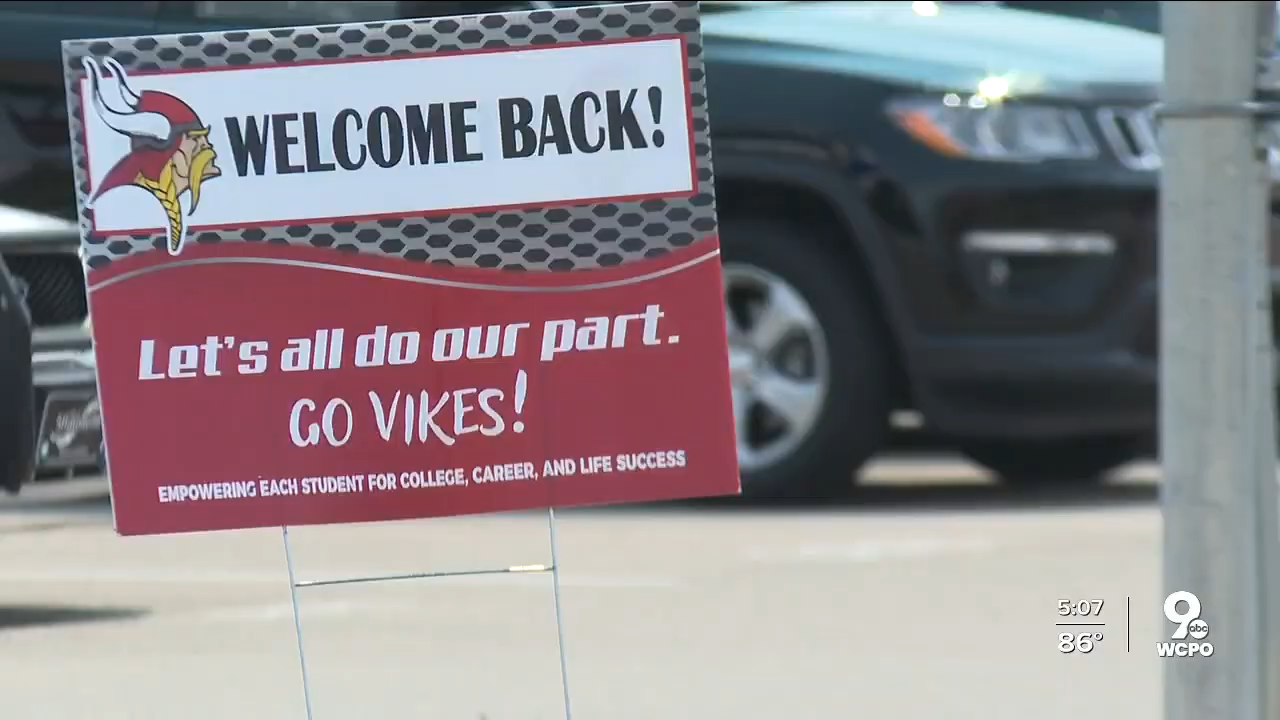 WELCOME BACK!
Let's all do our part.
GO VIKES!
EMPOWERING EACH STUDENT FOR COLLEGE, CAREER, AND LIFE SUCCESS
5:07
86°
9
abc
WCPO